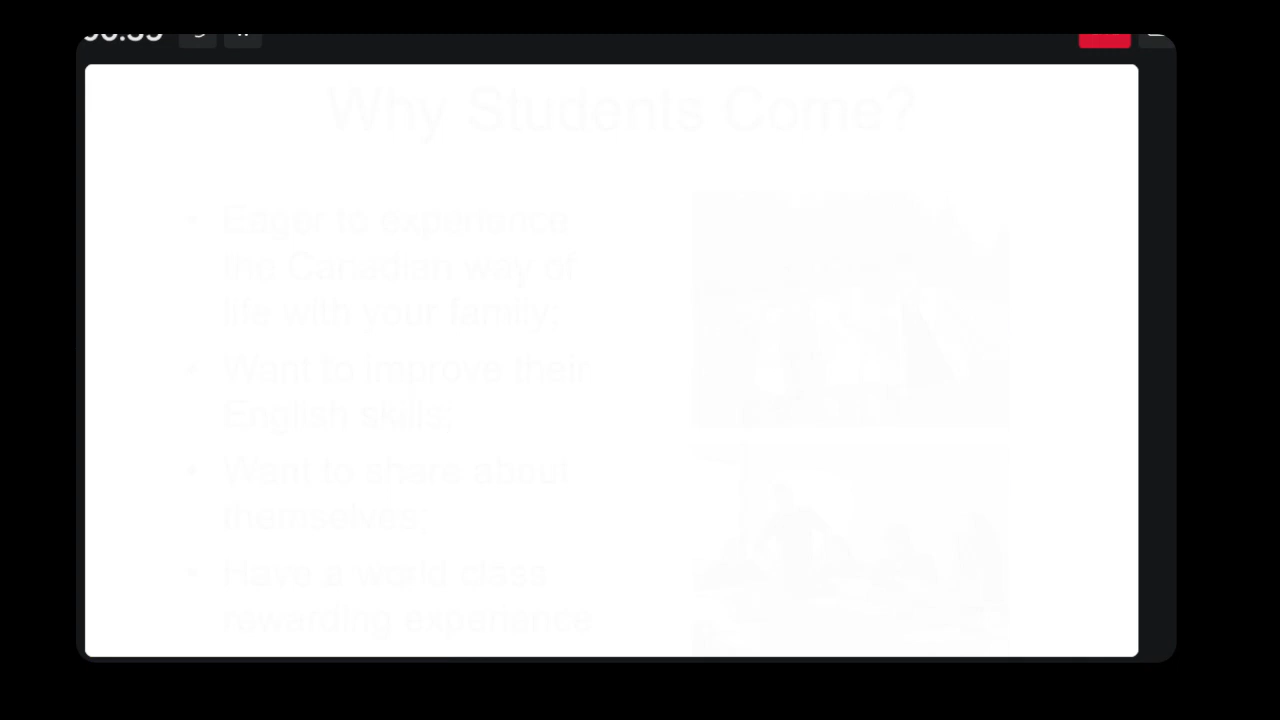 Why Students Come?
• Eager to experience
the Canadian way of
life with your family;
• Want to improve their
English skills;
• Want to share about
themselves;
• Have a world class
rewarding experience